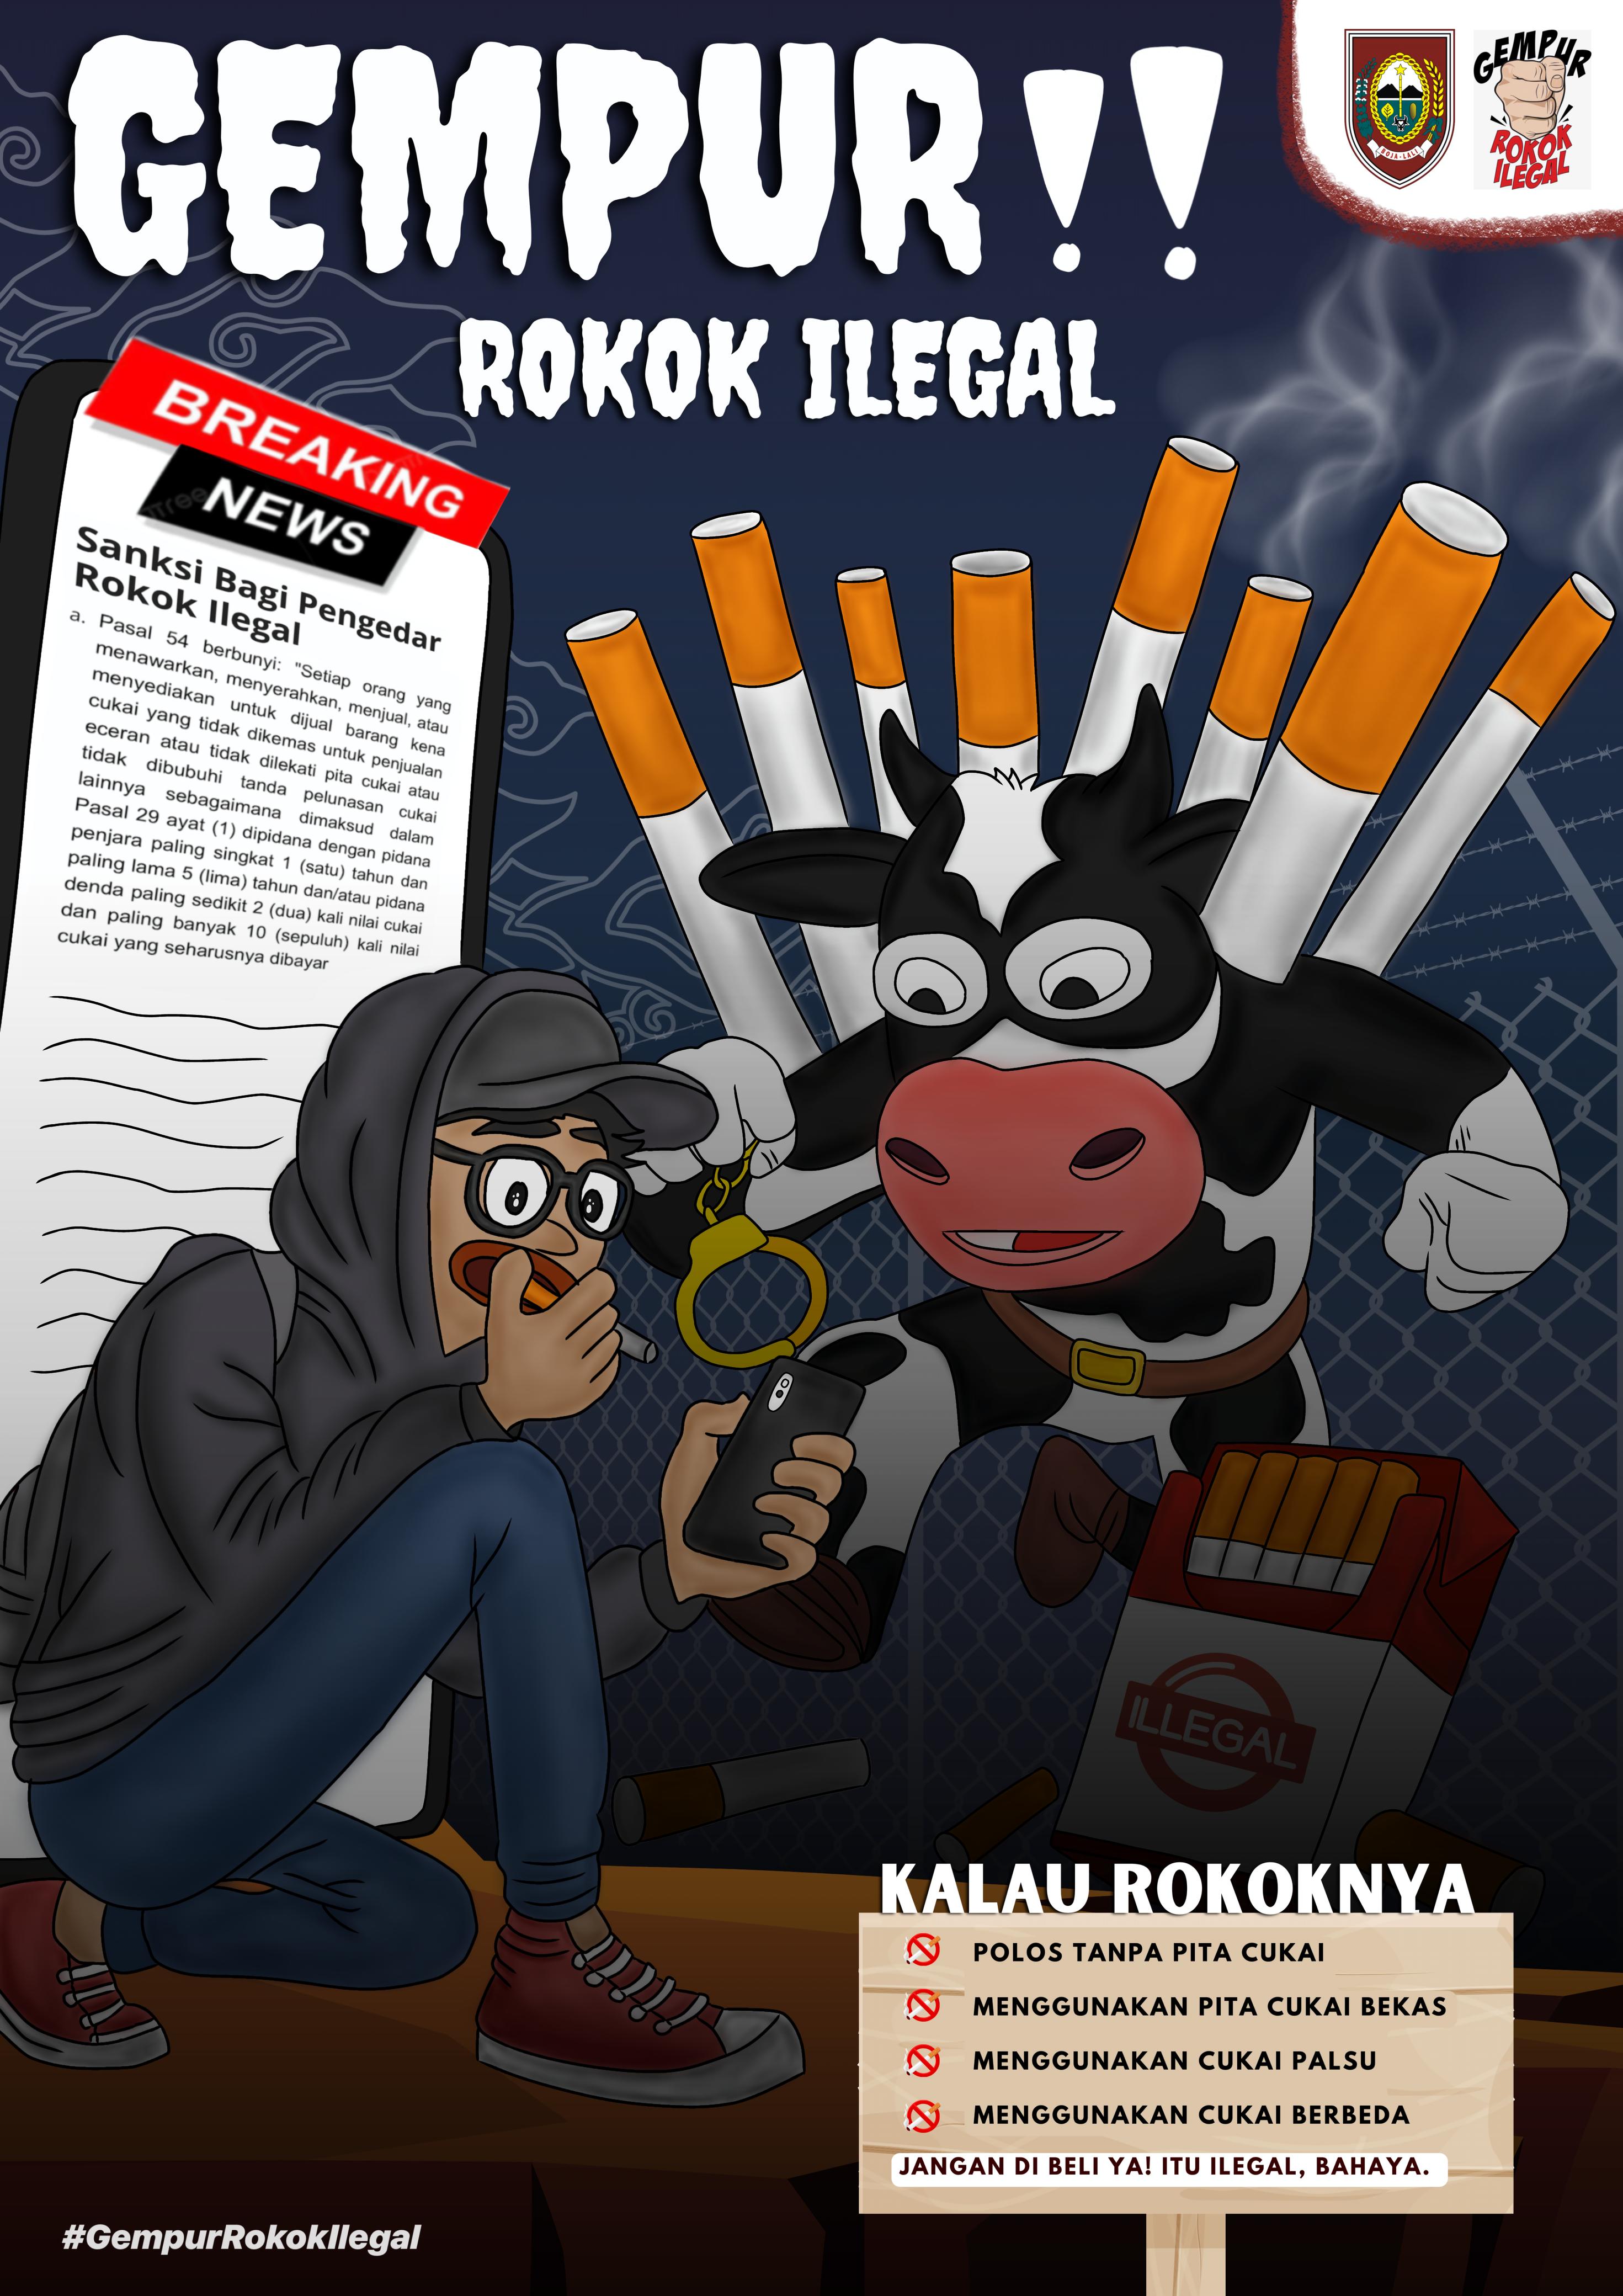 GEMPUR!!
ROKOK ILEGAL
BOJA-LALI
GEMPUR
ROKOK
ILEGAL
BREAKING
NEWS
Sanksi Bagi Pengedar
Rokok Ilegal
a. Pasal 54 berbunyi: "Setiap orang yang
menawarkan, menyerahkan, menjual, atau
menyediakan untuk dijual barang kena
cukai yang tidak dikemas untuk penjualan
eceran atau tidak dilekati pita cukai atau
tidak dibubuhi tanda pelunasan cukai
lainnya sebagaimana dimaksud dalam
Pasal 29 ayat (1) dipidana dengan pidana
penjara paling singkat 1 (satu) tahun dan
paling lama 5 (lima) tahun dan/atau pidana
denda paling sedikit 2 (dua) kali nilai cukai
dan paling banyak 10 (sepuluh) kali nilai
cukai yang seharusnya dibayar
ILLEGAL
KALAU ROKOKNYA
POLOS TANPA PITA CUKAI
MENGGUNAKAN PITA CUKAI BEKAS
MENGGUNAKAN CUKAI PALSU
MENGGUNAKAN CUKAI BERBEDA
JANGAN DI BELI YA! ITU ILEGAL, BAHAYA.
#GempurRokokIlegal